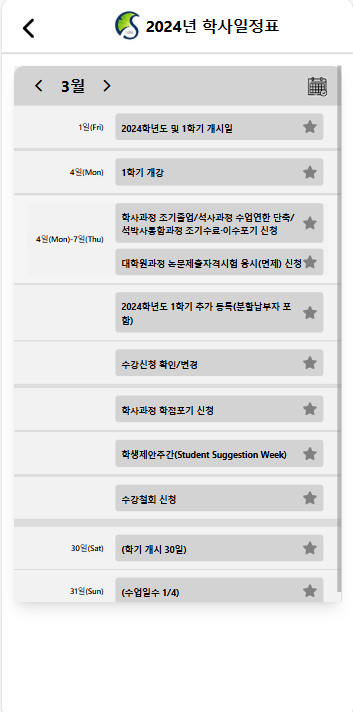 2024년 학사일정표
3월
1일(Fri)
2024학년도 및 1학기 개시일
4일(Mon)
1학기 개강
4일(Mon)-7일(Thu)
학사과정 조기졸업/석사과정 수업연한 단축/
석박사통합과정 조기수료·이수포기 신청
대학원과정 논문제출자격시험 응시(면제) 신청
2024학년도 1학기 추가 등록(분할납부자 포
함)
수강신청 확인/변경
학사과정 학점포기 신청
학생제안주간(Student Suggestion Week)
수강철회 신청
30일(Sat)
(학기 개시 30일)
31일(Sun)
(수업일수 1/4)